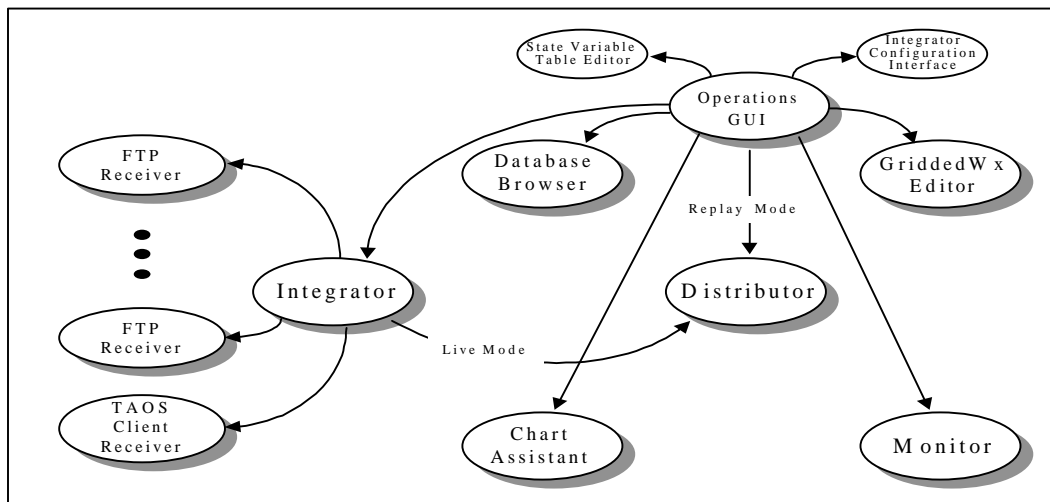 State Variable
Table Editor
Integrator
Configuration
Interface
Operations
GUI
FTP
Receiver
Database
Browser
GriddedWx
Editor
Replay Mode
Integrator
Distributor
FTP
Receiver
Live Mode
TAOS
Client
Receiver
Chart
Assistant
Monitor